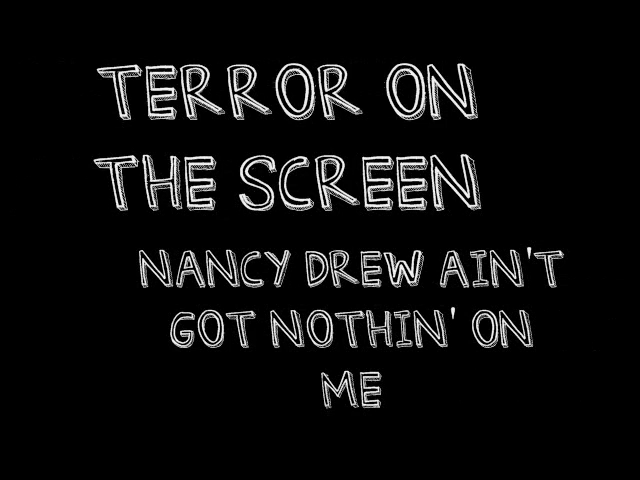 TERROR ON
THE SCREEN
NANCY DREW AIN'T
GOT NOTHIN' ON
ME